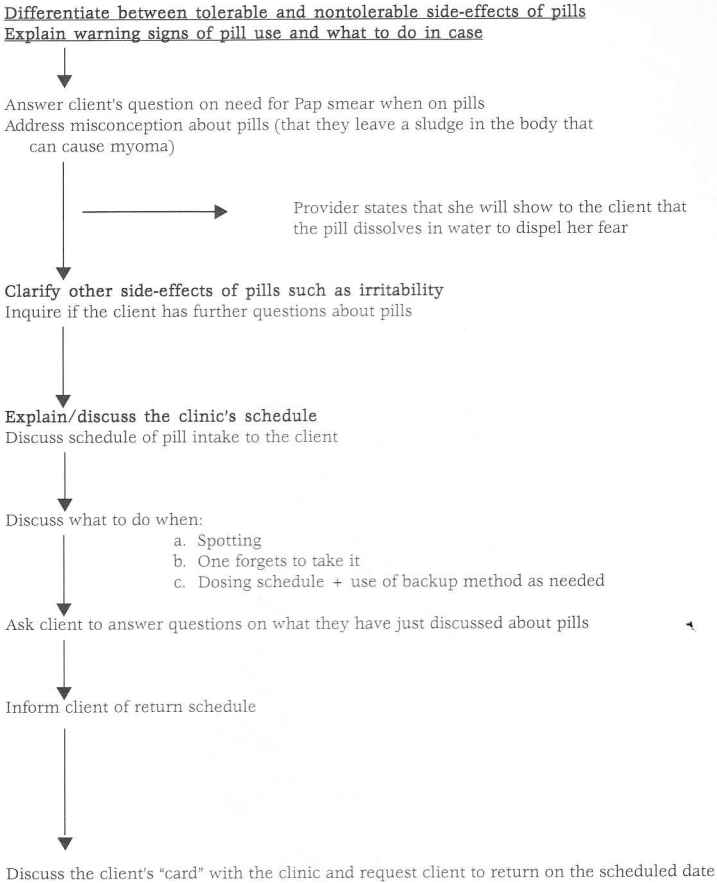 Differentiate between tolerable and nontolerable side-effects of pills
Explain warning signs of pill use and what to do in case
Answer client's question on need for Pap smear when on pills
Address misconception about pills (that they leave a sludge in the body that
can cause myoma)
Provider states that she will show to the client that
the pill dissolves in water to dispel her fear
Clarify other side-effects of pills such as irritability
Inquire if the client has further questions about pills
Explain/discuss the clinic's schedule
Discuss schedule of pill intake to the client
Discuss what to do when:
a. Spotting
b. One forgets to take it
c. Dosing schedule + use of backup method as needed
Ask client to answer questions on what they have just discussed about pills
Inform client of return schedule
Discuss the client's “card” with the clinic and request client to return on the scheduled date